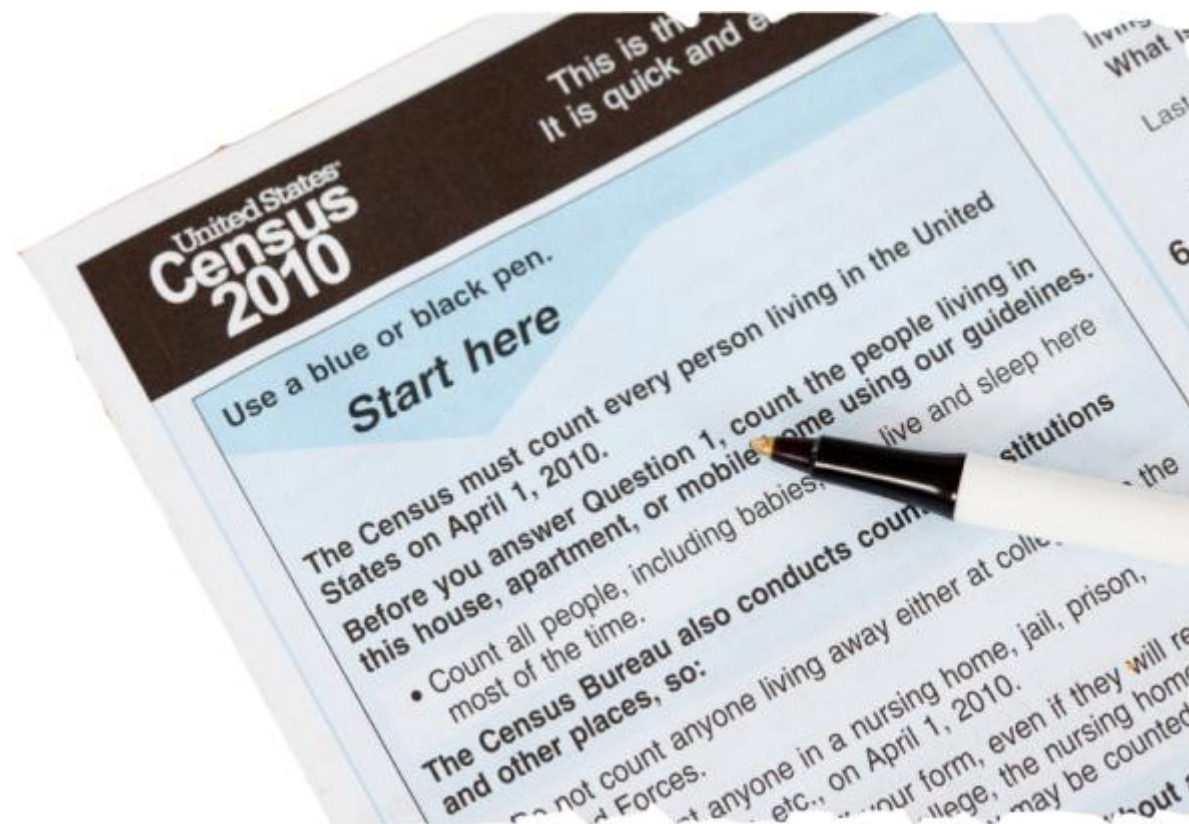 This is the
It is quick and e
United States
Census
2010
Use a blue or black pen.
Start here
The Census must count every person living in the United
States on April 1, 2010.
Before you answer Question 1, count the people living in
this house, apartment, or mobile home using our guidelines.
• Count all people, including babies, live and sleep here
most of the time.
The Census Bureau also conducts coun stitutions
and other places, so:
not count anyone living away either at colle the
d Forces.
anyone in a nursing home, jail, prison,
etc., on April 1, 2010.
your form, even if they will re
llege, the nursing home
may be counted
hout
living
What
Last
6